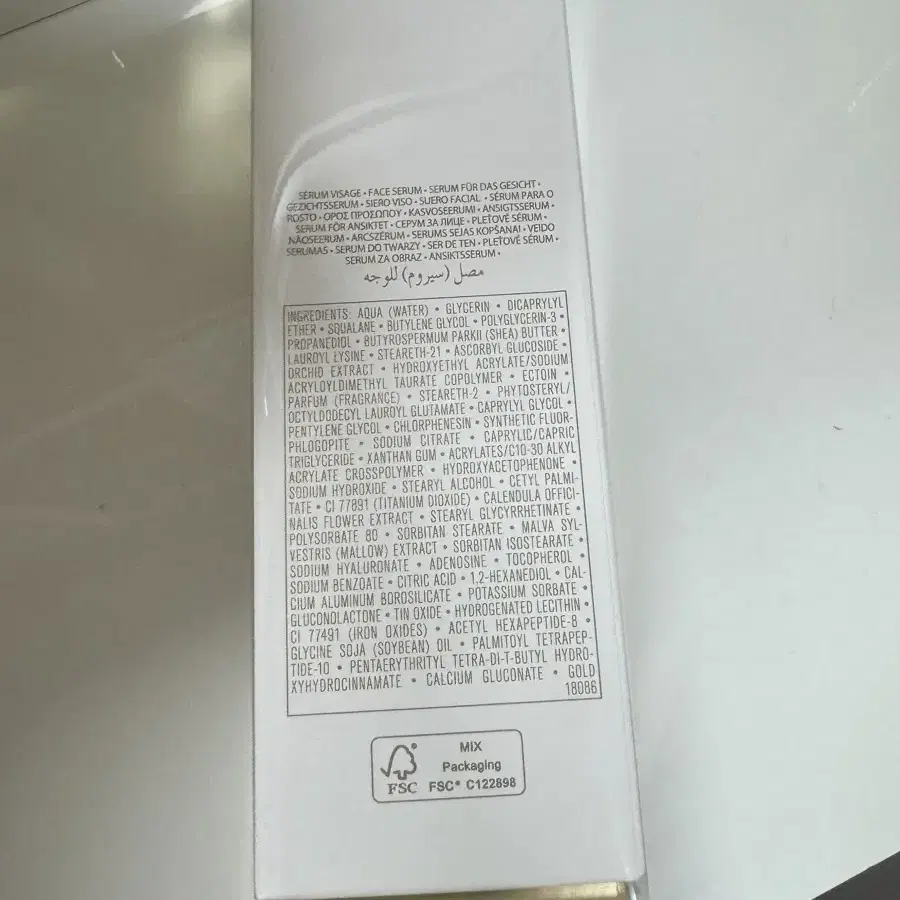 SÉRUM VISAGE • FACE SERUM • SERUM FÜR DAS GESICHT •
GEZICHTSSERUM • SIERO VISO • SUERO FACIAL • SÉRUM PARA O
ROSTO • ΟΡΟΣ ΠΡΟΣΩΠΟΥ • KASVOSEERUMI • ANSIGTSSERUM •
SERUM FÖR ANSIKTET • СЕРУМ ЗА ЛИЦЕ • PLEŤOVÉ SÉRUM •
NÄOSEERUM • ARCSZÉRUM • SERUMS SEJAS KOPŠANAI • VEIDO
SERUMAS • SERUM DO TWARZY • SER DE TEN • PLEŤOVÉ SÉRUM •
SERUM ZA OBRAZ • ANSIKTSSERUM •
مصل (سيروم) للوجه
INGREDIENTS: AQUA (WATER) • GLYCERIN • DICAPRYLYL
ETHER • SQUALANE • BUTYLENE GLYCOL • POLYGLYCERIN-3 •
PROPANEDIOL • BUTYROSPERMUM PARKII (SHEA) BUTTER •
LAUROYL LYSINE • STEARETH-21 • ASCORBYL GLUCOSIDE •
ORCHID EXTRACT • HYDROXYETHYL ACRYLATE/SODIUM
ACRYLOYLDIMETHYL TAURATE COPOLYMER • ECTOIN •
PARFUM (FRAGRANCE) • STEARETH-2 • PHYTOSTERYL/
OCTYLDODECYL LAUROYL GLUTAMATE • CAPRYLYL GLYCOL •
PENTYLENE GLYCOL • CHLORPHENESIN • SYNTHETIC FLUOR-
PHLOGOPITE • SODIUM CITRATE • CAPRYLIC/CAPRIC
TRIGLYCERIDE • XANTHAN GUM • ACRYLATES/C10-30 ALKYL
ACRYLATE CROSSPOLYMER • HYDROXYACETOPHENONE •
SODIUM HYDROXIDE • STEARYL ALCOHOL • CETYL PALMI-
TATE • CI 77891 (TITANIUM DIOXIDE) • CALENDULA OFFICI-
NALIS FLOWER EXTRACT • STEARYL GLYCYRRHETINATE •
POLYSORBATE 80 • SORBITAN STEARATE • MALVA SYL-
VESTRIS (MALLOW) EXTRACT • SORBITAN ISOSTEARATE •
SODIUM HYALURONATE • ADENOSINE • TOCOPHEROL •
SODIUM BENZOATE • CITRIC ACID • 1,2-HEXANEDIOL • CAL-
CIUM ALUMINUM BOROSILICATE • POTASSIUM SORBATE •
GLUCONOLACTONE • TIN OXIDE • HYDROGENATED LECITHIN •
CI 77491 (IRON OXIDES) • ACETYL HEXAPEPTIDE-8 •
GLYCINE SOJA (SOYBEAN) OIL • PALMITOYL TETRAPEP-
TIDE-10 • PENTAERYTHRITYL TETRA-DI-T-BUTYL HYDRO-
XYHYDROCINNAMATE • CALCIUM GLUCONATE • GOLD
18086
FSC
MIX
Packaging
FSC® C122898